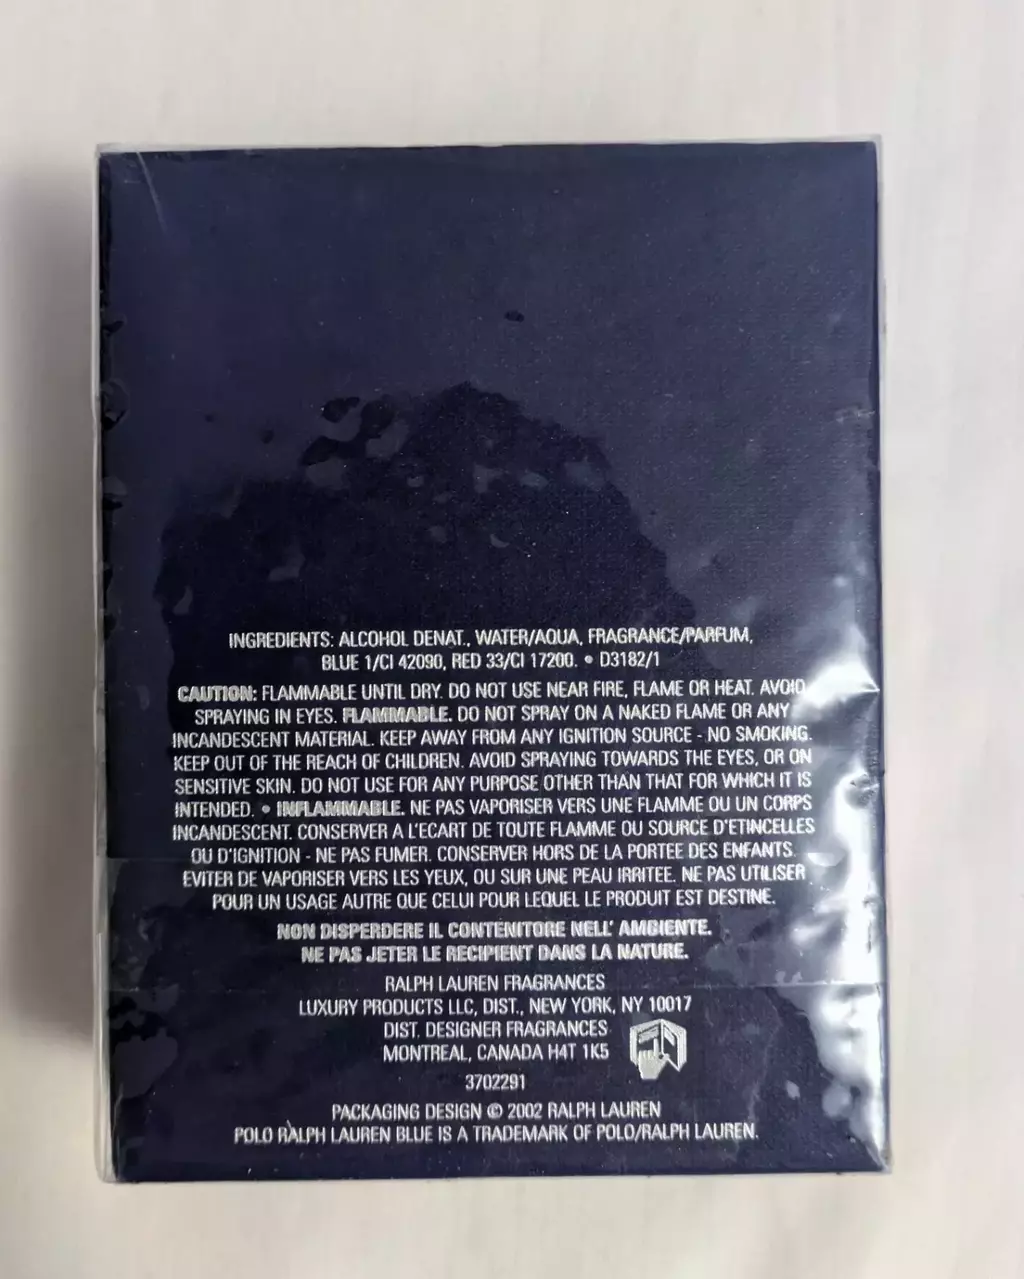 INGREDIENTS: ALCOHOL DENAT., WATER/AQUA, FRAGRANCE/PARFUM,
BLUE 1/CI 42090, RED 33/CI 17200. • D3182/1
CAUTION: FLAMMABLE UNTIL DRY. DO NOT USE NEAR FIRE, FLAME OR HEAT. AVOID
SPRAYING IN EYES. FLAMMABLE. DO NOT SPRAY ON A NAKED FLAME OR ANY
INCANDESCENT MATERIAL. KEEP AWAY FROM ANY IGNITION SOURCE - NO SMOKING.
KEEP OUT OF THE REACH OF CHILDREN. AVOID SPRAYING TOWARDS THE EYES, OR ON
SENSITIVE SKIN. DO NOT USE FOR ANY PURPOSE OTHER THAN THAT FOR WHICH IT IS
INTENDED. • INFLAMMABLE. NE PAS VAPORISER VERS UNE FLAMME OU UN CORPS
INCANDESCENT. CONSERVER A L'ECART DE TOUTE FLAMME OU SOURCE D'ETINCELLES
OU D'IGNITION - NE PAS FUMER. CONSERVER HORS DE LA PORTEE DES ENFANTS.
EVITER DE VAPORISER VERS LES YEUX, OU SUR UNE PEAU IRRITEE. NE PAS UTILISER
POUR UN USAGE AUTRE QUE CELUI POUR LEQUEL LE PRODUIT EST DESTINE.
NON DISPERDERE IL CONTENITORE NELL' AMBIENTE.
NE PAS JETER LE RECIPIENT DANS LA NATURE.
RALPH LAUREN FRAGRANCES
LUXURY PRODUCTS LLC, DIST., NEW YORK, NY 10017
DIST. DESIGNER FRAGRANCES
MONTREAL, CANADA H4T 1K5
3702291
PACKAGING DESIGN © 2002 RALPH LAUREN
POLO RALPH LAUREN BLUE IS A TRADEMARK OF POLO/RALPH LAUREN.